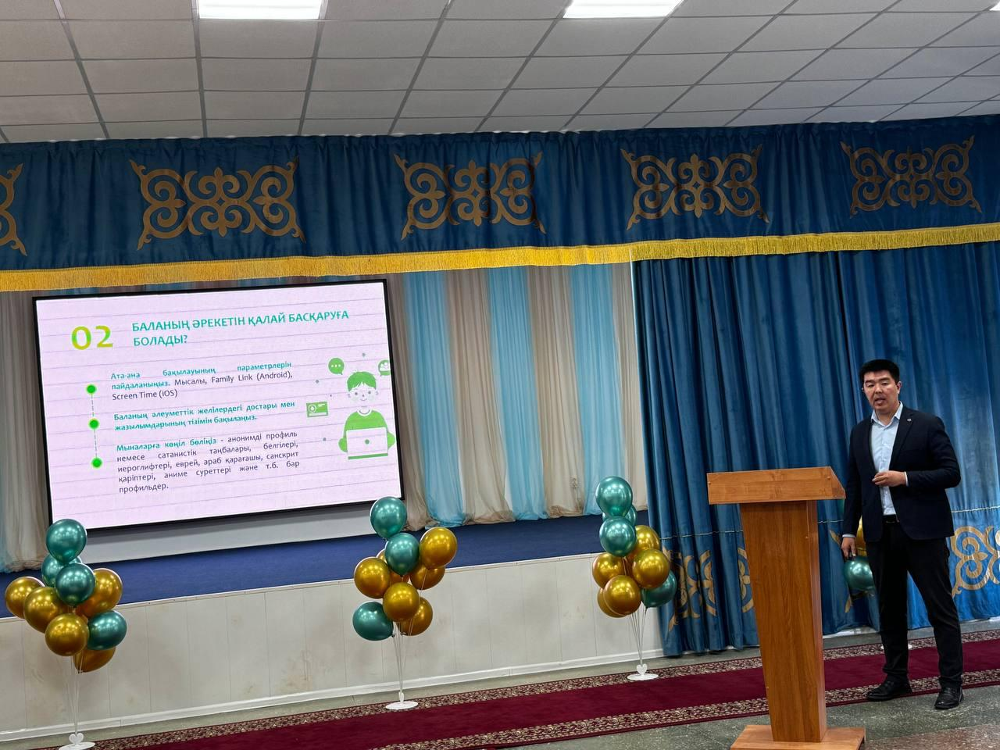 02
БАЛАНЫҢ ӘРЕКЕТІН ҚАЛАЙ БАСҚАРУҒА
БОЛАДЫ?
Ата-ана бақылауының параметрлерін
пайдаланыңыз. Мысалы, Family Link (Android),
Screen Time (iOS)
Баланың әлеуметтік желілердегі достары мен
жазылымдарының тізімін бақылаңыз.
Мыналарға көңіл бөліңіз - анонимді профиль
немесе сатанистік таңбалары, белгілері,
иероглифтері, еврей, араб қарағашы, санскрит
қаріптері, аниме суреттері және т.б. бар
профильдер.